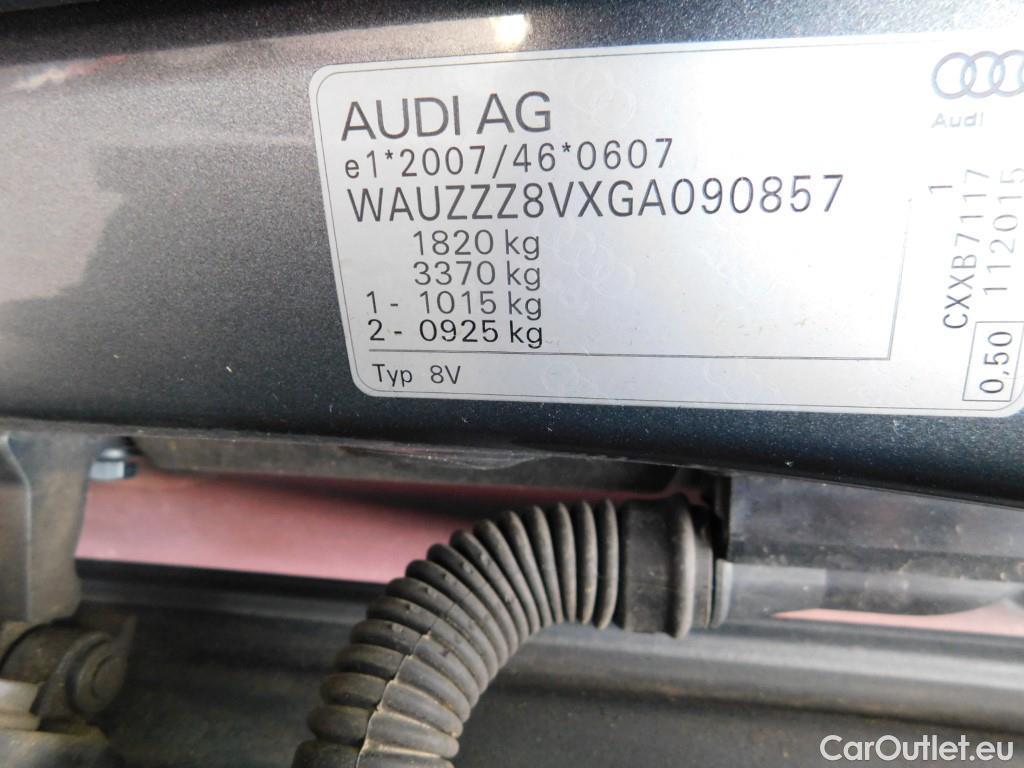 AUDI AG
e1*2007/46*0607
WAUZZZ8VXGA090857
1820 kg
3370 kg
1 - 1015 kg
2 - 0925 kg
Typ 8V
Audi
CXXB7117 1
0,50 112015
CarOutlet.eu